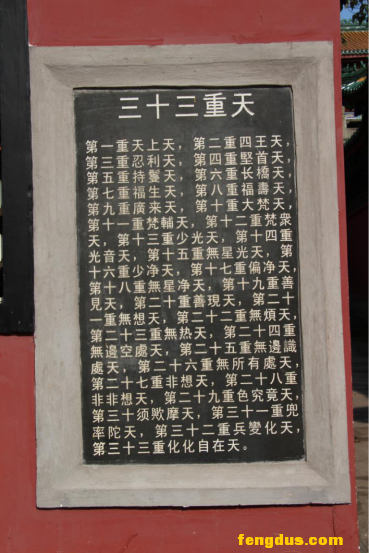 三十三重天
第一重天上天，第二重四王天，
第三重忍利天，第四重堅首天，
第五重持鬘天，第六重长橋天，
第七重福生天，第八重福壽天，
第九重廣来天，第十重大梵天，
第十一重梵輔天，第十二重梵衆
天，第十三重少光天，第十四重
光音天，第十五重無星光天，第
十六重少净天，第十七重偏净天，
第十八重無星净天，第十九重善
見天，第二十重善現天，第二十
一重無想天，第二十二重無煩天，
第二十三重無热天，第二十四重
無邊空處天，第二十五重無邊識
處天，第二十六重無所有處天，
第二十七重非想天，第二十八重
非非想天，第二十九重色究竟天，
第三十须歟摩天，第三十一重兜
率陀天，第三十二重兵變化天，
第三十三重化化自在天。
fengdus.com